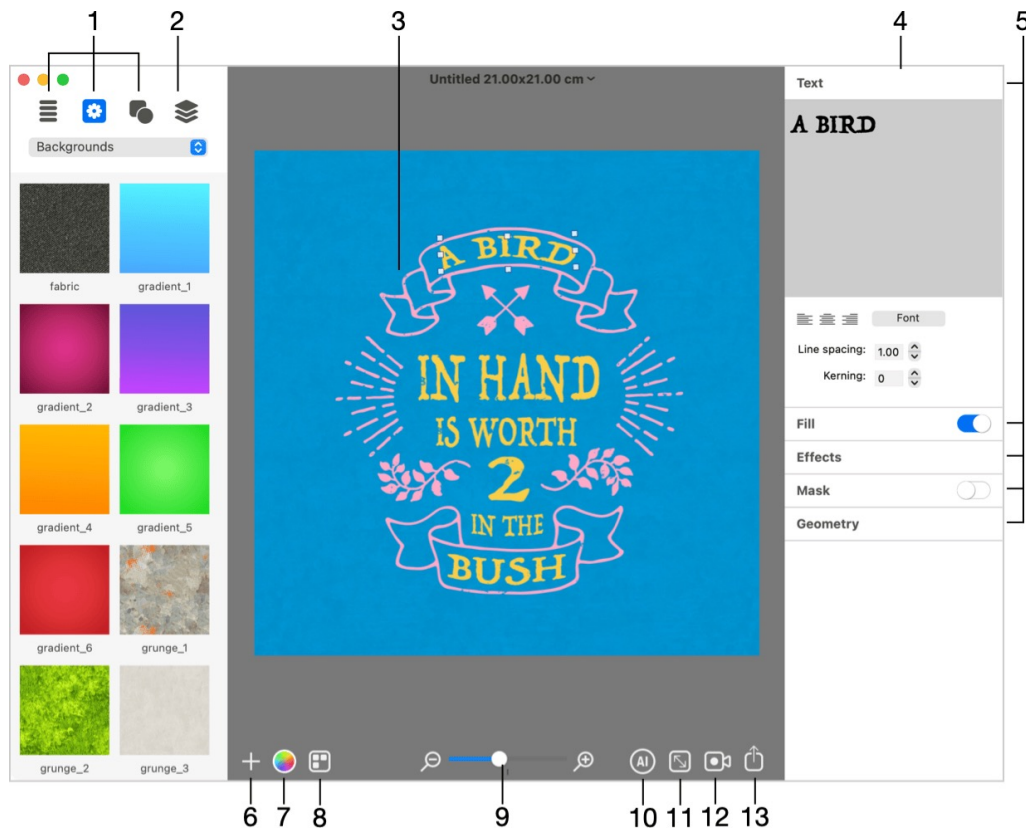 1 2 3 4 5
Untitled 21.00x21.00 cm
Text
Backgrounds
A BIRD
fabric gradient_1
gradient_2 gradient_3
gradient_4 gradient_5
gradient_6 grunge_1
grunge_2 grunge_3
A BIRD
IN HAND
IS WORTH
2
IN THE
BUSH
Font
Line spacing: 1.00
Kerning: 0
Fill
Effects
Mask
Geometry
AI
6 7 8 9 10 11 12 13